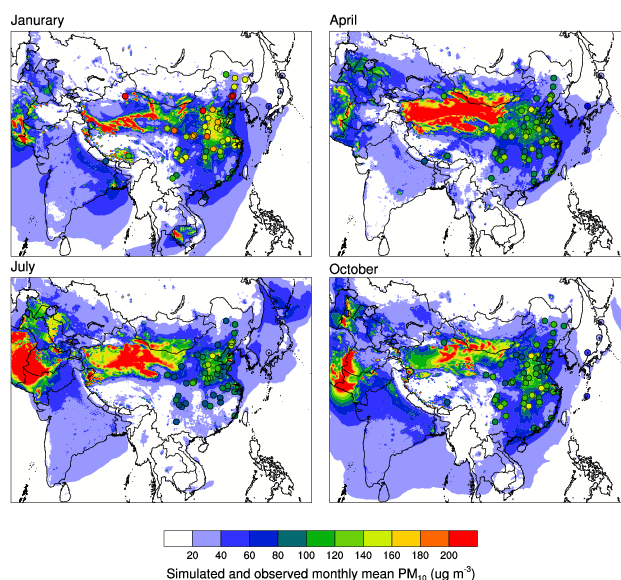 Janurary
April
July
October
20 40 60 80 100 120 140 160 180 200
Simulated and observed monthly mean PM₁₀ (ug m⁻³)